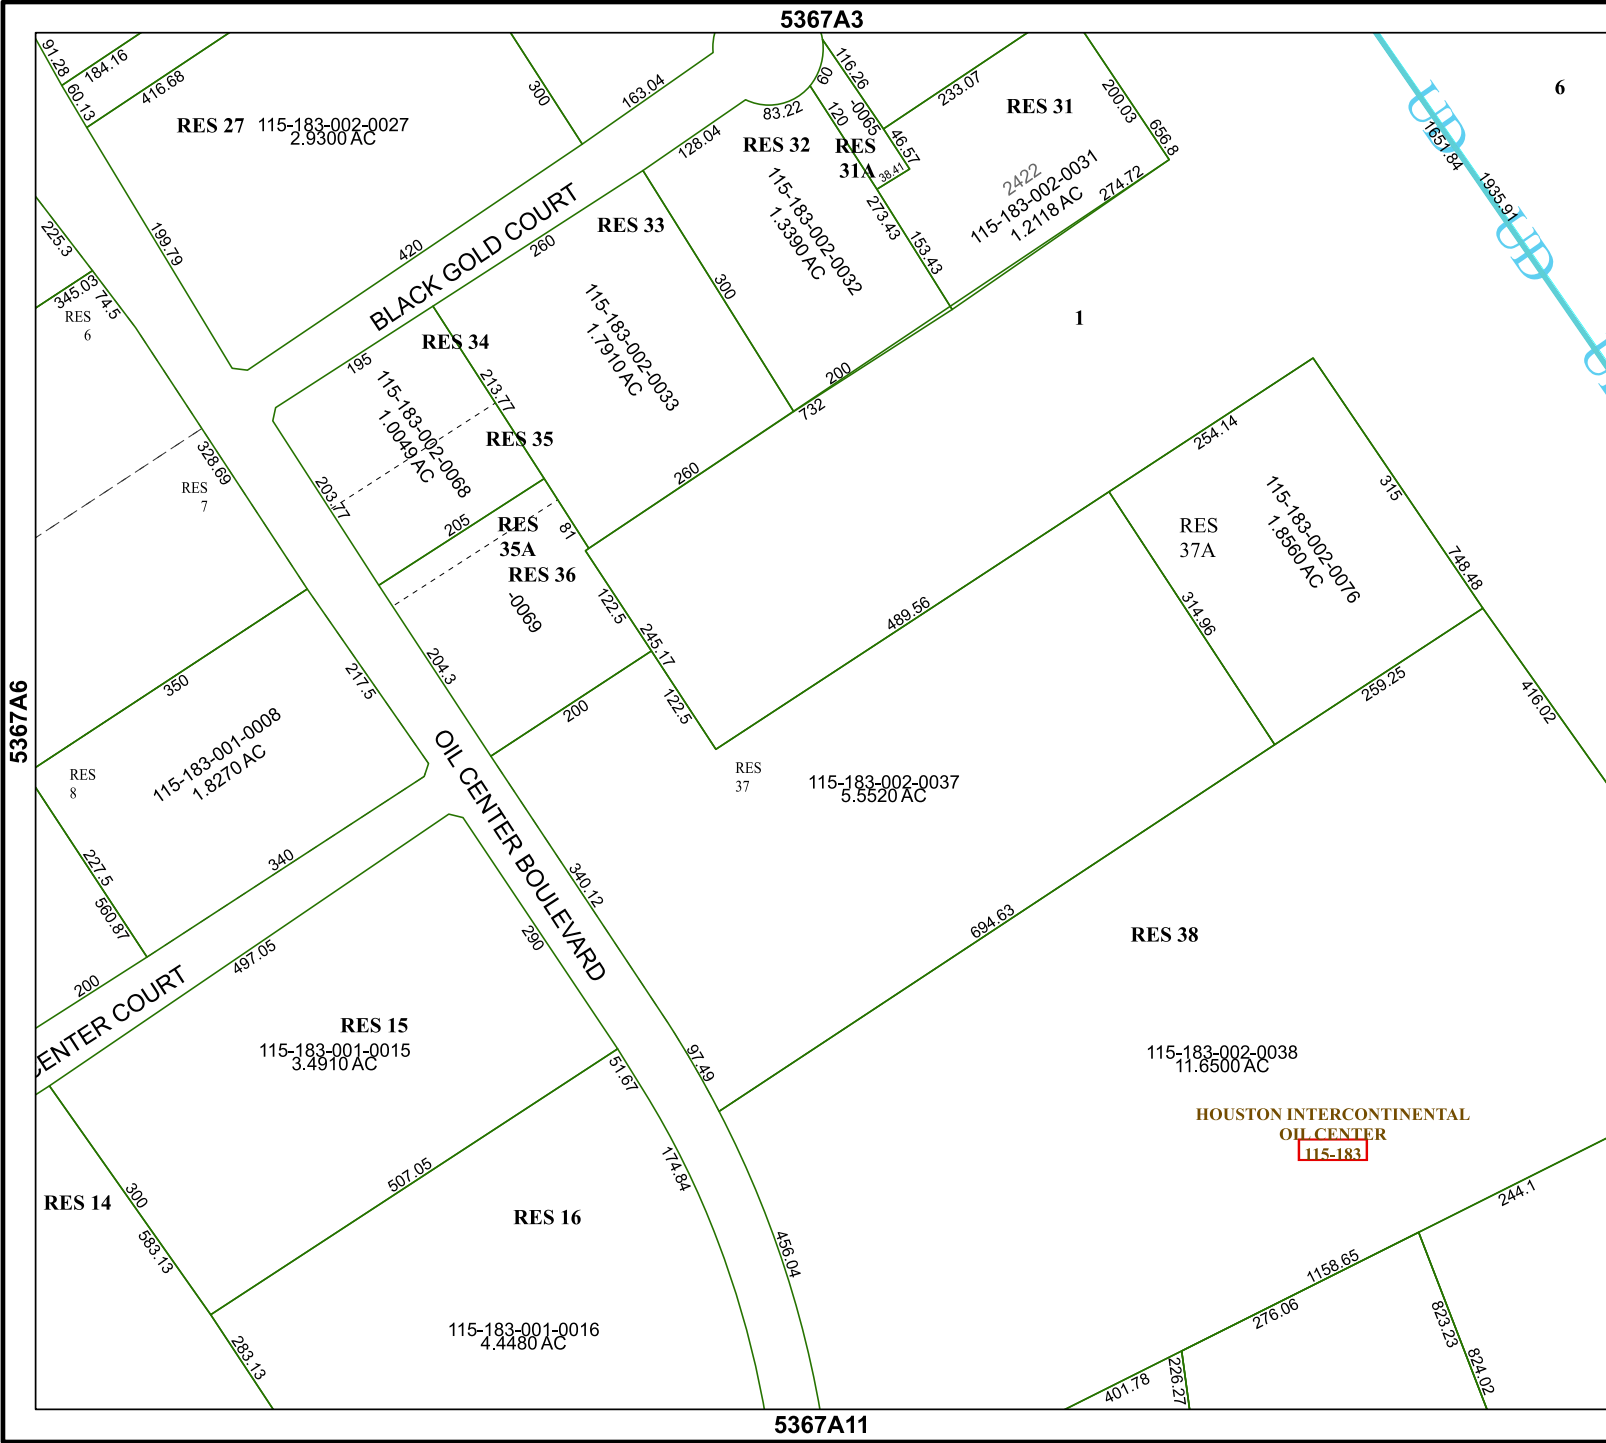 5367A3
91.28
184.16
60.13
416.68
RES 27
115-183-002-0027
2.9300 AC
300
163.04
83.22
128.04
60
116.26
-0065
120
46.57
38.41
RES
31A
233.07
RES 31
200.03
656.8
2422
115-183-002-0031
1.2118 AC
274.72
6
UD
1651.84
1935.91
UD
RES 32
115-183-002-0032
1.3390 AC
273.43
153.43
225.3
345.03
74.5
RES
6
199.79
420
BLACK GOLD COURT
260
RES 33
115-183-002-0033
1.7910 AC
300
1
200
732
260
195
RES 34
213.77
115-183-002-0068
1.0049 AC
RES 35
203.77
205
RES
35A
81
RES 36
-0069
122.5
245.17
122.5
204.3
200
328.69
RES
7
217.5
350
115-183-001-0008
1.8270 AC
RES
8
5367A6
227.5
560.87
340
200
CENTER COURT
497.05
OIL CENTER BOULEVARD
340.12
290
254.14
315
115-183-002-0076
1.8560 AC
RES
37A
314.96
748.48
259.25
416.02
489.56
RES
37
115-183-002-0037
5.5520 AC
694.63
RES 38
115-183-002-0038
11.6500 AC
HOUSTON INTERCONTINENTAL
OIL CENTER
115-183
RES 15
115-183-001-0015
3.4910 AC
51.67
97.49
174.84
456.04
507.05
RES 14
300
583.13
RES 16
115-183-001-0016
4.4480 AC
283.13
244.1
1158.65
276.06
401.78
226.27
823.23
824.02
5367A11